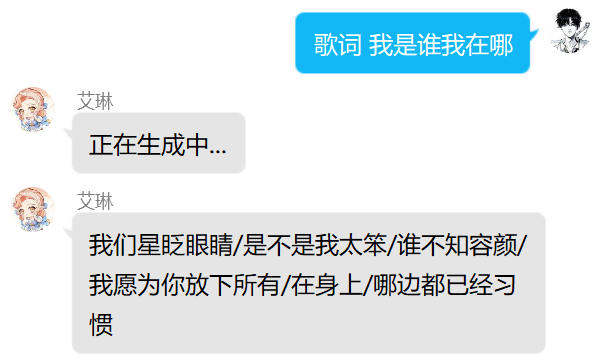 歌词 我是谁我在哪
艾琳
正在生成中...
艾琳
我们星眨眼睛/是不是我太笨/谁不知容颜/
我愿为你放下所有/在身上/哪边都已经习
惯